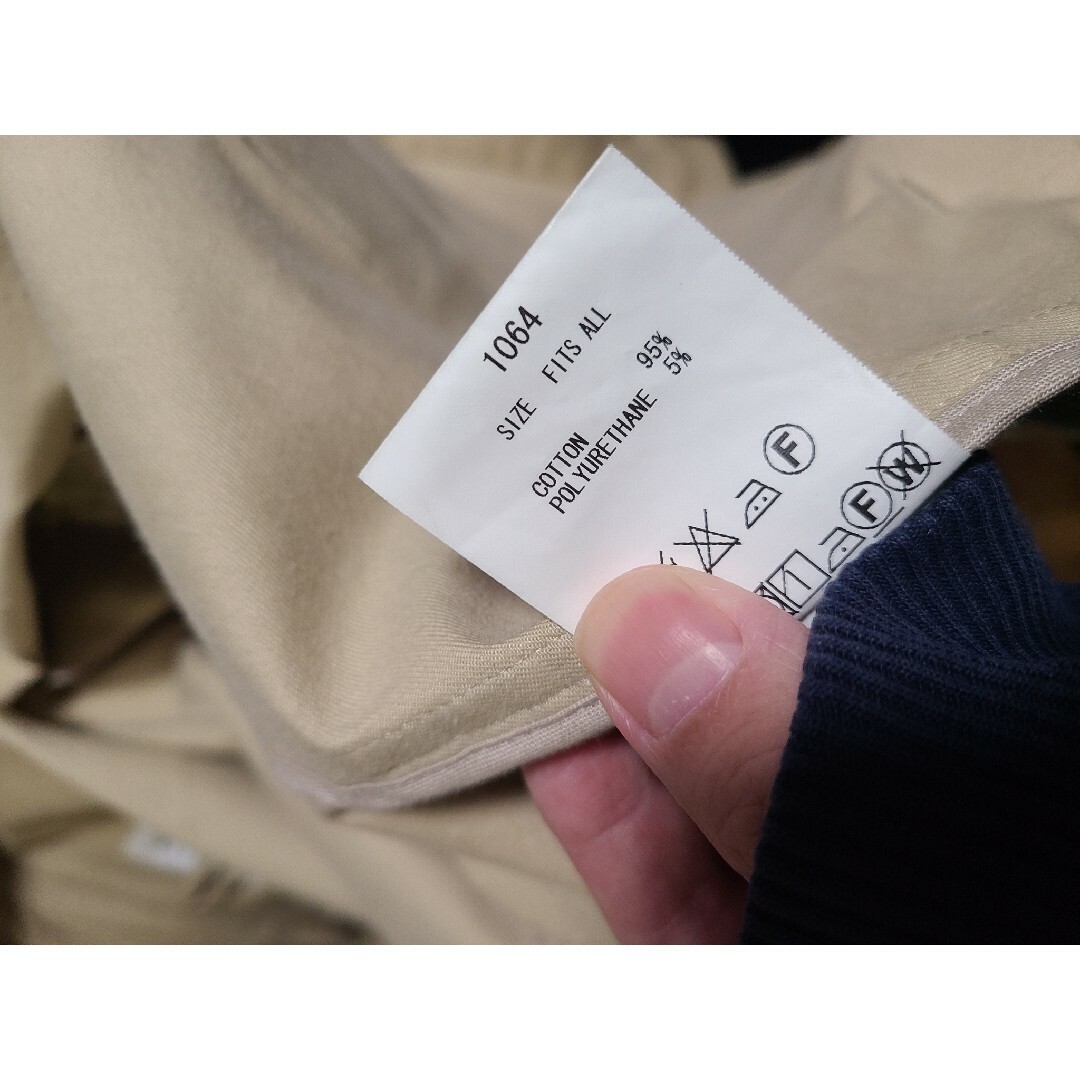 1064
SIZE FITS ALL
COTTON 95%
POLYURETHANE 5%
F
F W